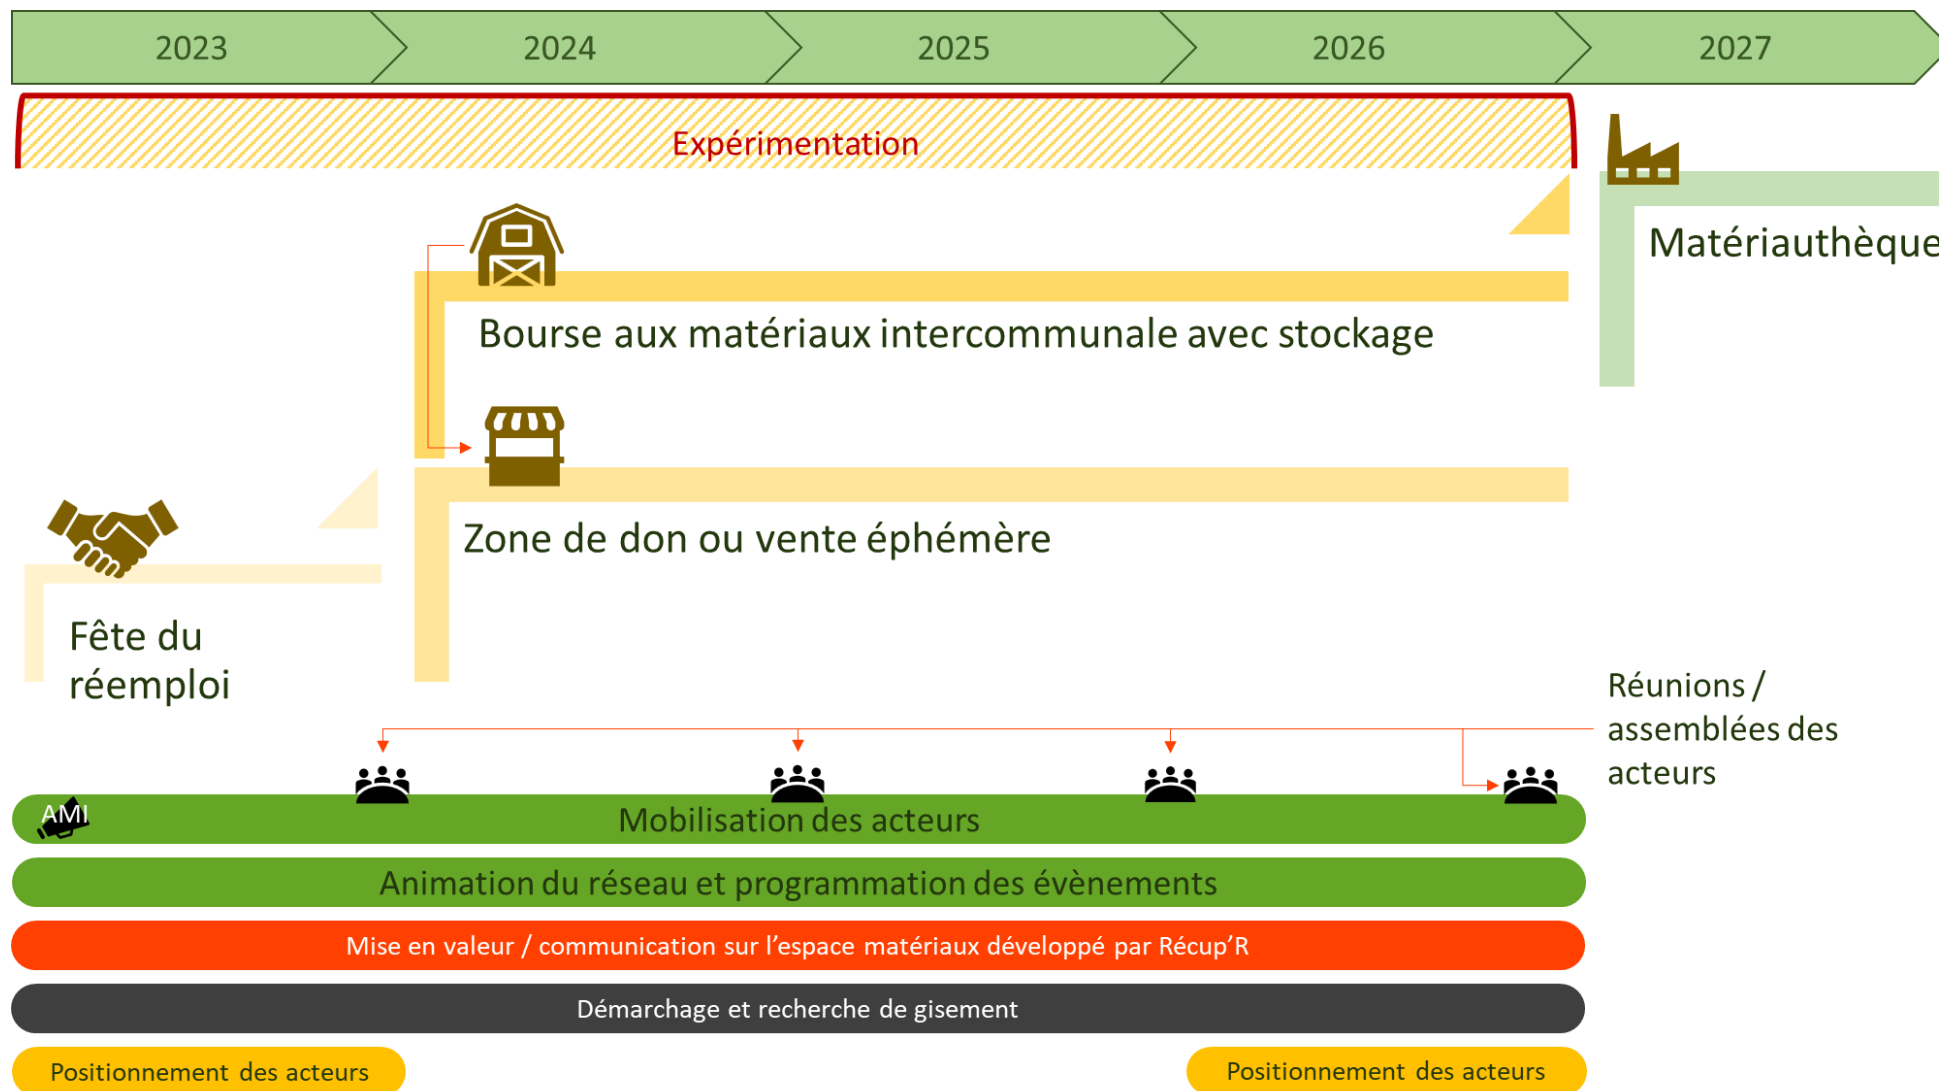 2023
2024
2025
2026
2027
Expérimentation
Matériauthèque
Bourse aux matériaux intercommunale avec stockage
Zone de don ou vente éphémère
Fête du
réemploi
Réunions /
assemblées des
acteurs
AMI
Mobilisation des acteurs
Animation du réseau et programmation des évènements
Mise en valeur / communication sur l’espace matériaux développé par Récup’R
Démarchage et recherche de gisement
Positionnement des acteurs
Positionnement des acteurs